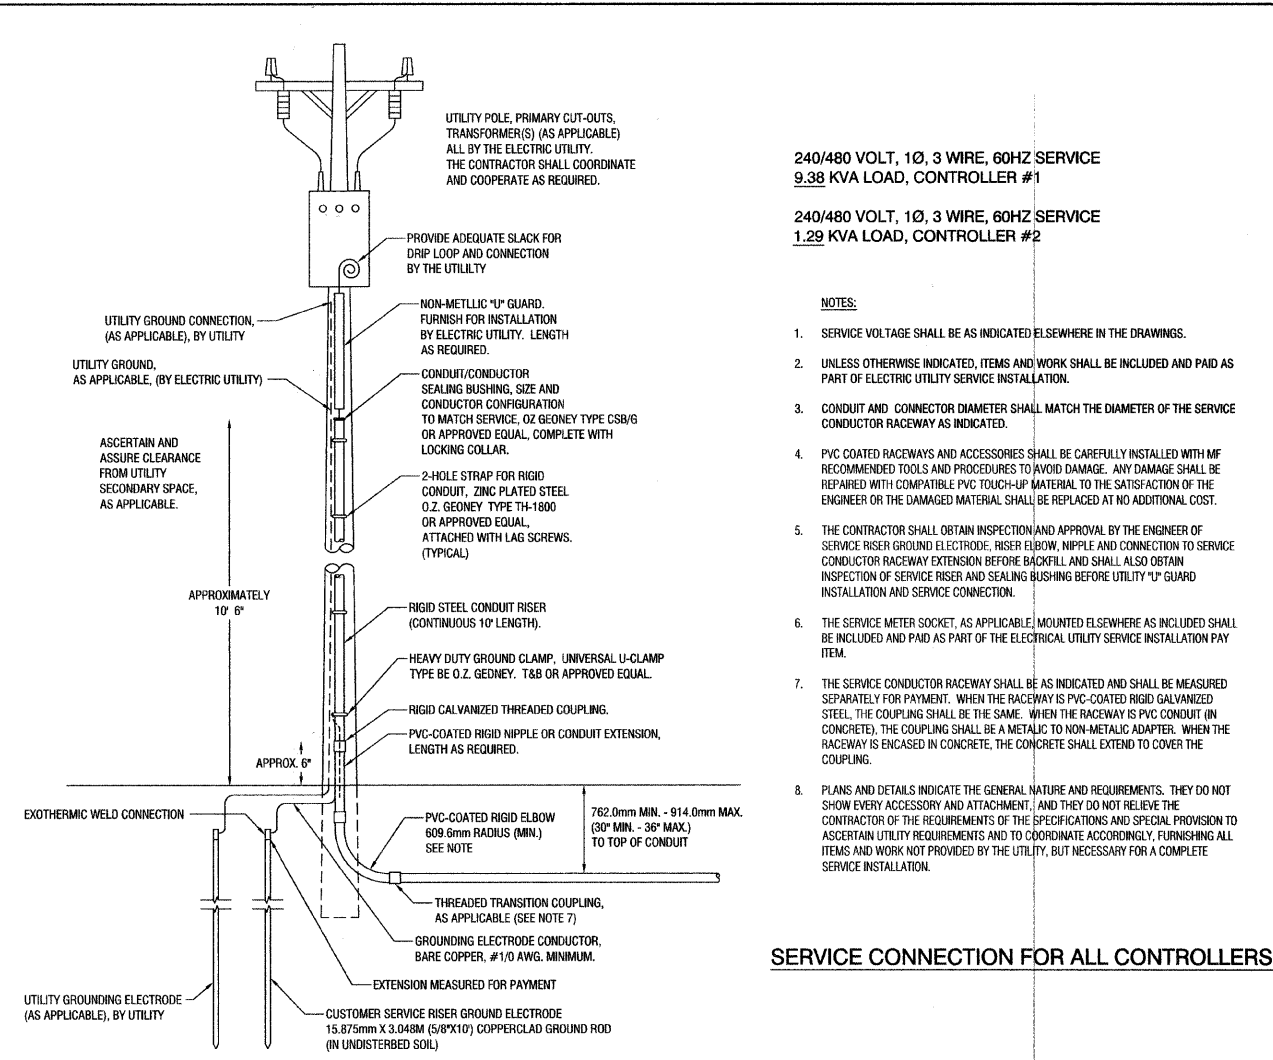 UTILITY POLE, PRIMARY CUT-OUTS,
TRANSFORMER(S) (AS APPLICABLE)
ALL BY THE ELECTRIC UTILITY.
THE CONTRACTOR SHALL COORDINATE
AND COOPERATE AS REQUIRED.
PROVIDE ADEQUATE SLACK FOR
DRIP LOOP AND CONNECTION
BY THE UTILILTY
NON-METLLIC "U" GUARD.
FURNISH FOR INSTALLATION
BY ELECTRIC UTILITY. LENGTH
AS REQUIRED.
UTILITY GROUND CONNECTION,
(AS APPLICABLE), BY UTILITY
UTILITY GROUND,
AS APPLICABLE, (BY ELECTRIC UTILITY)
CONDUIT/CONDUCTOR
SEALING BUSHING, SIZE AND
CONDUCTOR CONFIGURATION
TO MATCH SERVICE, OZ GEONEY TYPE CSB/G
OR APPROVED EQUAL, COMPLETE WITH
LOCKING COLLAR.
ASCERTAIN AND
ASSURE CLEARANCE
FROM UTILITY
SECONDARY SPACE,
AS APPLICABLE.
2-HOLE STRAP FOR RIGID
CONDUIT, ZINC PLATED STEEL
O.Z. GEONEY TYPE TH-1800
OR APPROVED EQUAL,
ATTACHED WITH LAG SCREWS.
(TYPICAL)
APPROXIMATELY
10' 6"
RIGID STEEL CONDUIT RISER
(CONTINUOUS 10' LENGTH).
HEAVY DUTY GROUND CLAMP, UNIVERSAL U-CLAMP
TYPE BE O.Z. GEDNEY. T&B OR APPROVED EQUAL.
RIGID CALVANIZED THREADED COUPLING.
PVC-COATED RIGID NIPPLE OR CONDUIT EXTENSION,
LENGTH AS REQUIRED.
APPROX. 6"
EXOTHERMIC WELD CONNECTION
PVC-COATED RIGID ELBOW
609.6mm RADIUS (MIN.)
SEE NOTE
762.0mm MIN. - 914.0mm MAX.
(30" MIN. - 36" MAX.)
TO TOP OF CONDUIT
THREADED TRANSITION COUPLING,
AS APPLICABLE (SEE NOTE 7)
GROUNDING ELECTRODE CONDUCTOR,
BARE COPPER, #1/0 AWG. MINIMUM.
EXTENSION MEASURED FOR PAYMENT
UTILITY GROUNDING ELECTRODE
(AS APPLICABLE), BY UTILITY
CUSTOMER SERVICE RISER GROUND ELECTRODE
15.875mm X 3.048M (5/8"X10') COPPERCLAD GROUND ROD
(IN UNDISTERBED SOIL)
240/480 VOLT, 1Ø, 3 WIRE, 60HZ SERVICE
9.38 KVA LOAD, CONTROLLER #1
240/480 VOLT, 1Ø, 3 WIRE, 60HZ SERVICE
1.29 KVA LOAD, CONTROLLER #2
NOTES:
1. SERVICE VOLTAGE SHALL BE AS INDICATED ELSEWHERE IN THE DRAWINGS.
2. UNLESS OTHERWISE INDICATED, ITEMS AND WORK SHALL BE INCLUDED AND PAID AS
PART OF ELECTRIC UTILITY SERVICE INSTALLATION.
3. CONDUIT AND CONNECTOR DIAMETER SHALL MATCH THE DIAMETER OF THE SERVICE
CONDUCTOR RACEWAY AS INDICATED.
4. PVC COATED RACEWAYS AND ACCESSORIES SHALL BE CAREFULLY INSTALLED WITH MF
RECOMMENDED TOOLS AND PROCEDURES TO AVOID DAMAGE. ANY DAMAGE SHALL BE
REPAIRED WITH COMPATIBLE PVC TOUCH-UP MATERIAL TO THE SATISFACTION OF THE
ENGINEER OR THE DAMAGED MATERIAL SHALL BE REPLACED AT NO ADDITIONAL COST.
5. THE CONTRACTOR SHALL OBTAIN INSPECTION AND APPROVAL BY THE ENGINEER OF
SERVICE RISER GROUND ELECTRODE, RISER ELBOW, NIPPLE AND CONNECTION TO SERVICE
CONDUCTOR RACEWAY EXTENSION BEFORE BACKFILL AND SHALL ALSO OBTAIN
INSPECTION OF SERVICE RISER AND SEALING BUSHING BEFORE UTILITY "U" GUARD
INSTALLATION AND SERVICE CONNECTION.
6. THE SERVICE METER SOCKET, AS APPLICABLE, MOUNTED ELSEWHERE AS INCLUDED SHALL
BE INCLUDED AND PAID AS PART OF THE ELECTRICAL UTILITY SERVICE INSTALLATION PAY
ITEM.
7. THE SERVICE CONDUCTOR RACEWAY SHALL BE AS INDICATED AND SHALL BE MEASURED
SEPARATELY FOR PAYMENT. WHEN THE RACEWAY IS PVC-COATED RIGID GALVANIZED
STEEL, THE COUPLING SHALL BE THE SAME. WHEN THE RACEWAY IS PVC CONDUIT (IN
CONCRETE), THE COUPLING SHALL BE A METALIC TO NON-METALIC ADAPTER. WHEN THE
RACEWAY IS ENCASED IN CONCRETE, THE CONCRETE SHALL EXTEND TO COVER THE
COUPLING.
8. PLANS AND DETAILS INDICATE THE GENERAL NATURE AND REQUIREMENTS. THEY DO NOT
SHOW EVERY ACCESSORY AND ATTACHMENT, AND THEY DO NOT RELIEVE THE
CONTRACTOR OF THE REQUIREMENTS OF THE SPECIFICATIONS AND SPECIAL PROVISION TO
ASCERTAIN UTILITY REQUIREMENTS AND TO COORDINATE ACCORDINGLY, FURNISHING ALL
ITEMS AND WORK NOT PROVIDED BY THE UTILITY, BUT NECESSARY FOR A COMPLETE
SERVICE INSTALLATION.
SERVICE CONNECTION FOR ALL CONTROLLERS